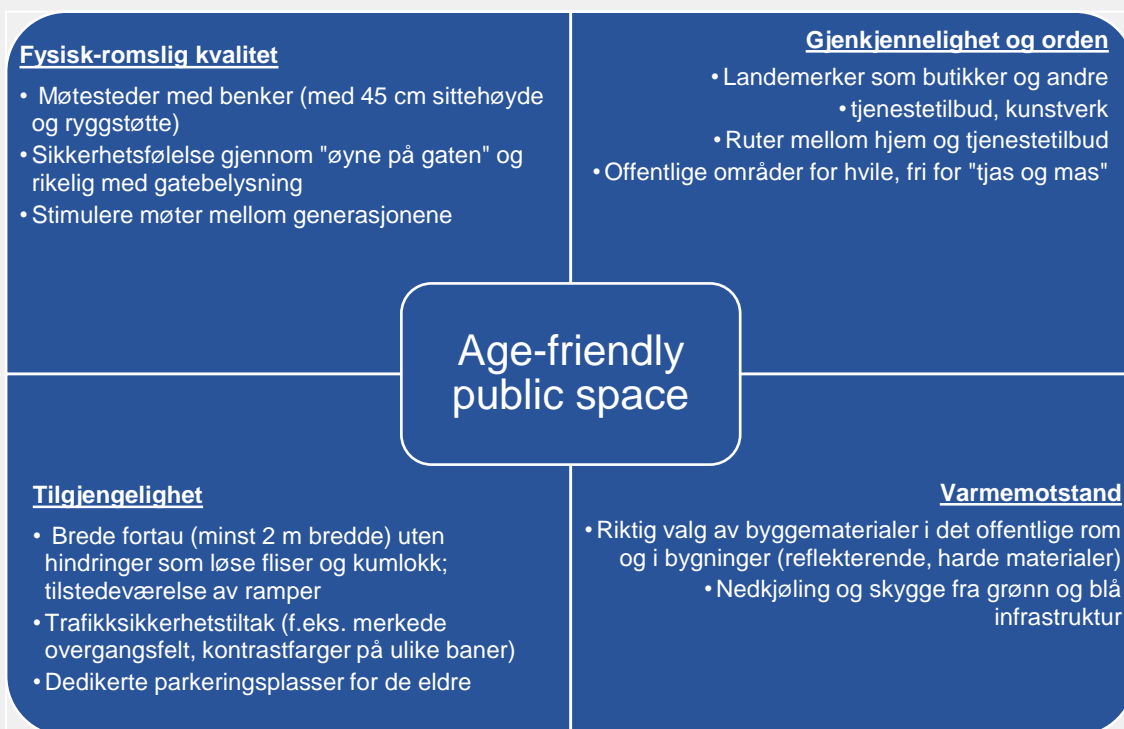 Fysisk-romslig kvalitet
• Møtesteder med benker (med 45 cm sittehøyde
og ryggstøtte)
• Sikkerhetsfølelse gjennom "øyne på gaten" og
rikelig med gatebelysning
• Stimulere møter mellom generasjonene
Gjenkjennelighet og orden
• Landemerker som butikker og andre
• tjenestetilbud, kunstverk
• Ruter mellom hjem og tjenestetilbud
• Offentlige områder for hvile, fri for "tjas og mas"
Age-friendly
public space
Tilgjengelighet
• Brede fortau (minst 2 m bredde) uten
hindringer som løse fliser og kumlokk;
tilstedeværelse av ramper
• Trafikksikkerhetstiltak (f.eks. merkede
overgangsfelt, kontrastfarger på ulike baner)
• Dedikerte parkeringsplasser for de eldre
Varmemotstand
• Riktig valg av byggematerialer i det offentlige rom
og i bygninger (reflekterende, harde materialer)
• Nedkjøling og skygge fra grønn og blå
infrastruktur